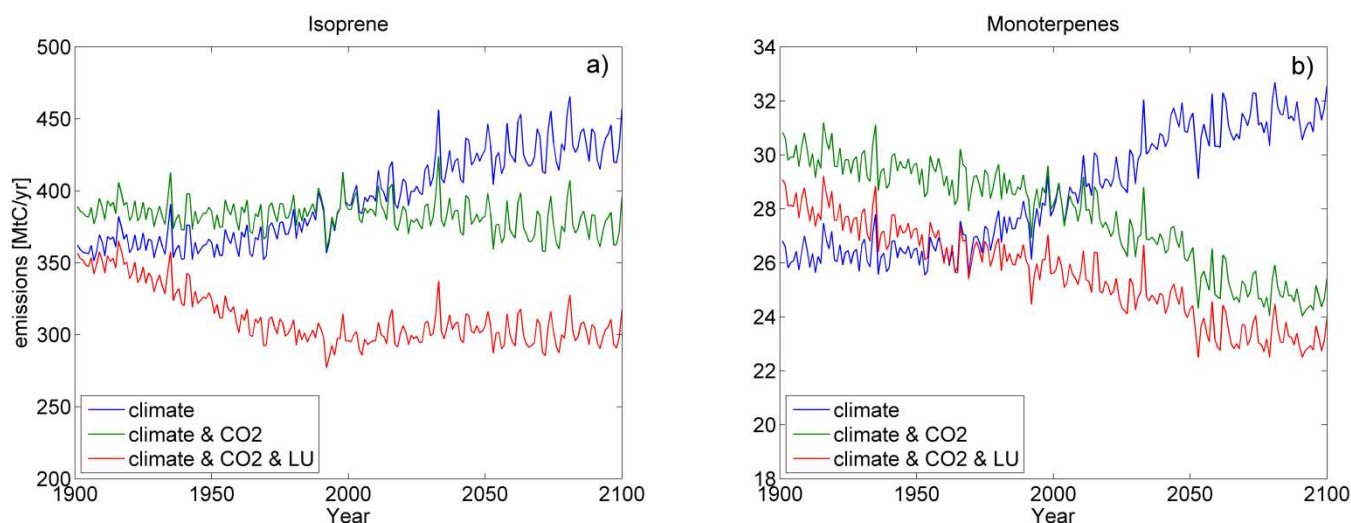 Isoprene
500
450
400
350
300
250
200
emissions [MtC/yr]
a)
climate
climate & CO2
climate & CO2 & LU
1900
1950
2000
2050
2100
Year
Monoterpenes
34
32
30
28
26
24
22
20
18
b)
climate
climate & CO2
climate & CO2 & LU
1900
1950
2000
2050
2100
Year